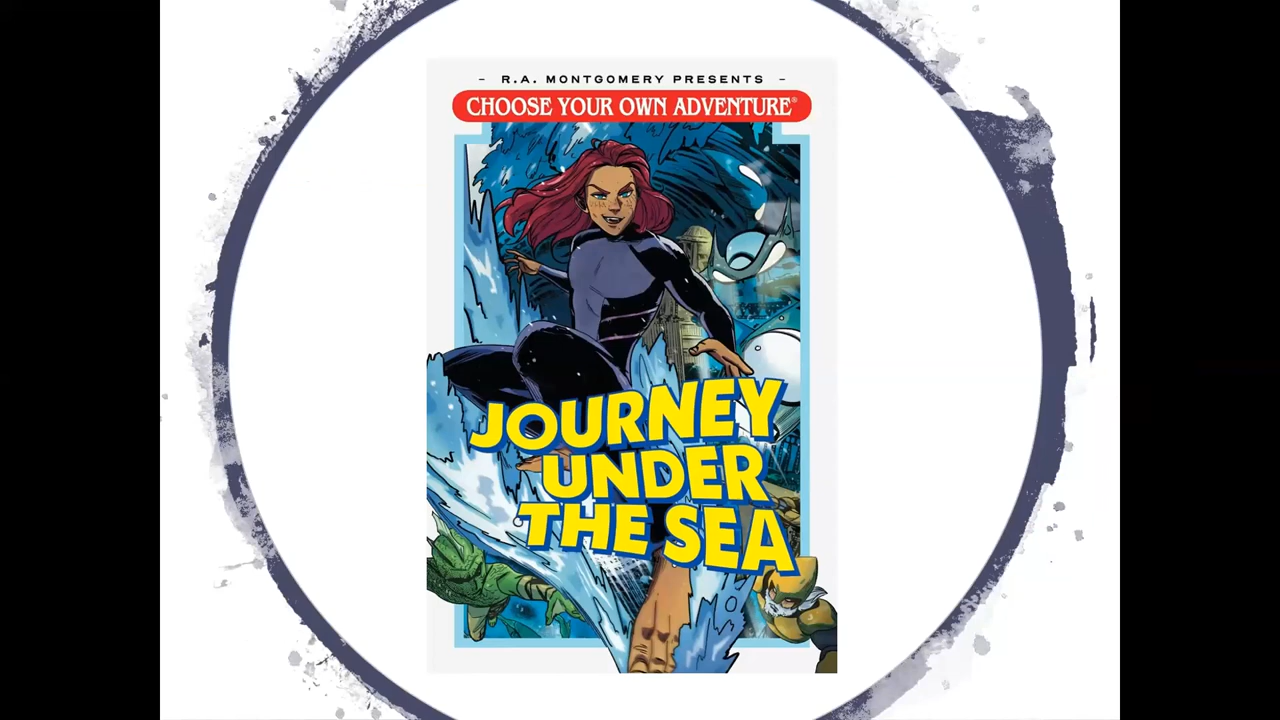 - R.A. MONTGOMERY PRESENTS -
CHOOSE YOUR OWN ADVENTURE®
JOURNEY
UNDER
THE SEA